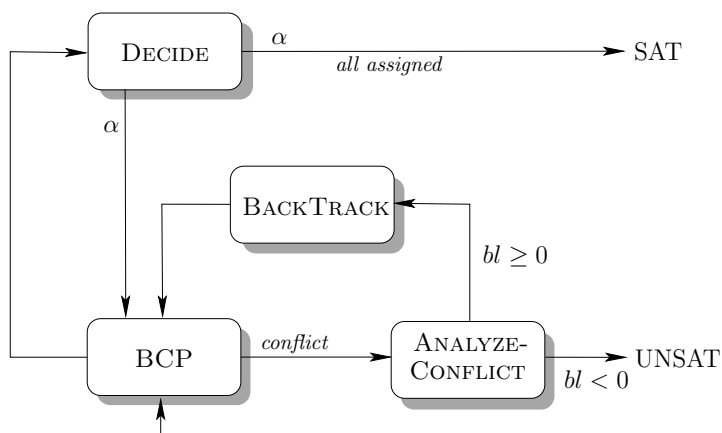 DECIDE
α
SAT
all assigned
α
BACKTRACK
bl ≥ 0
BCP
conflict
ANALYZE-
CONFLICT
UNSAT
bl < 0